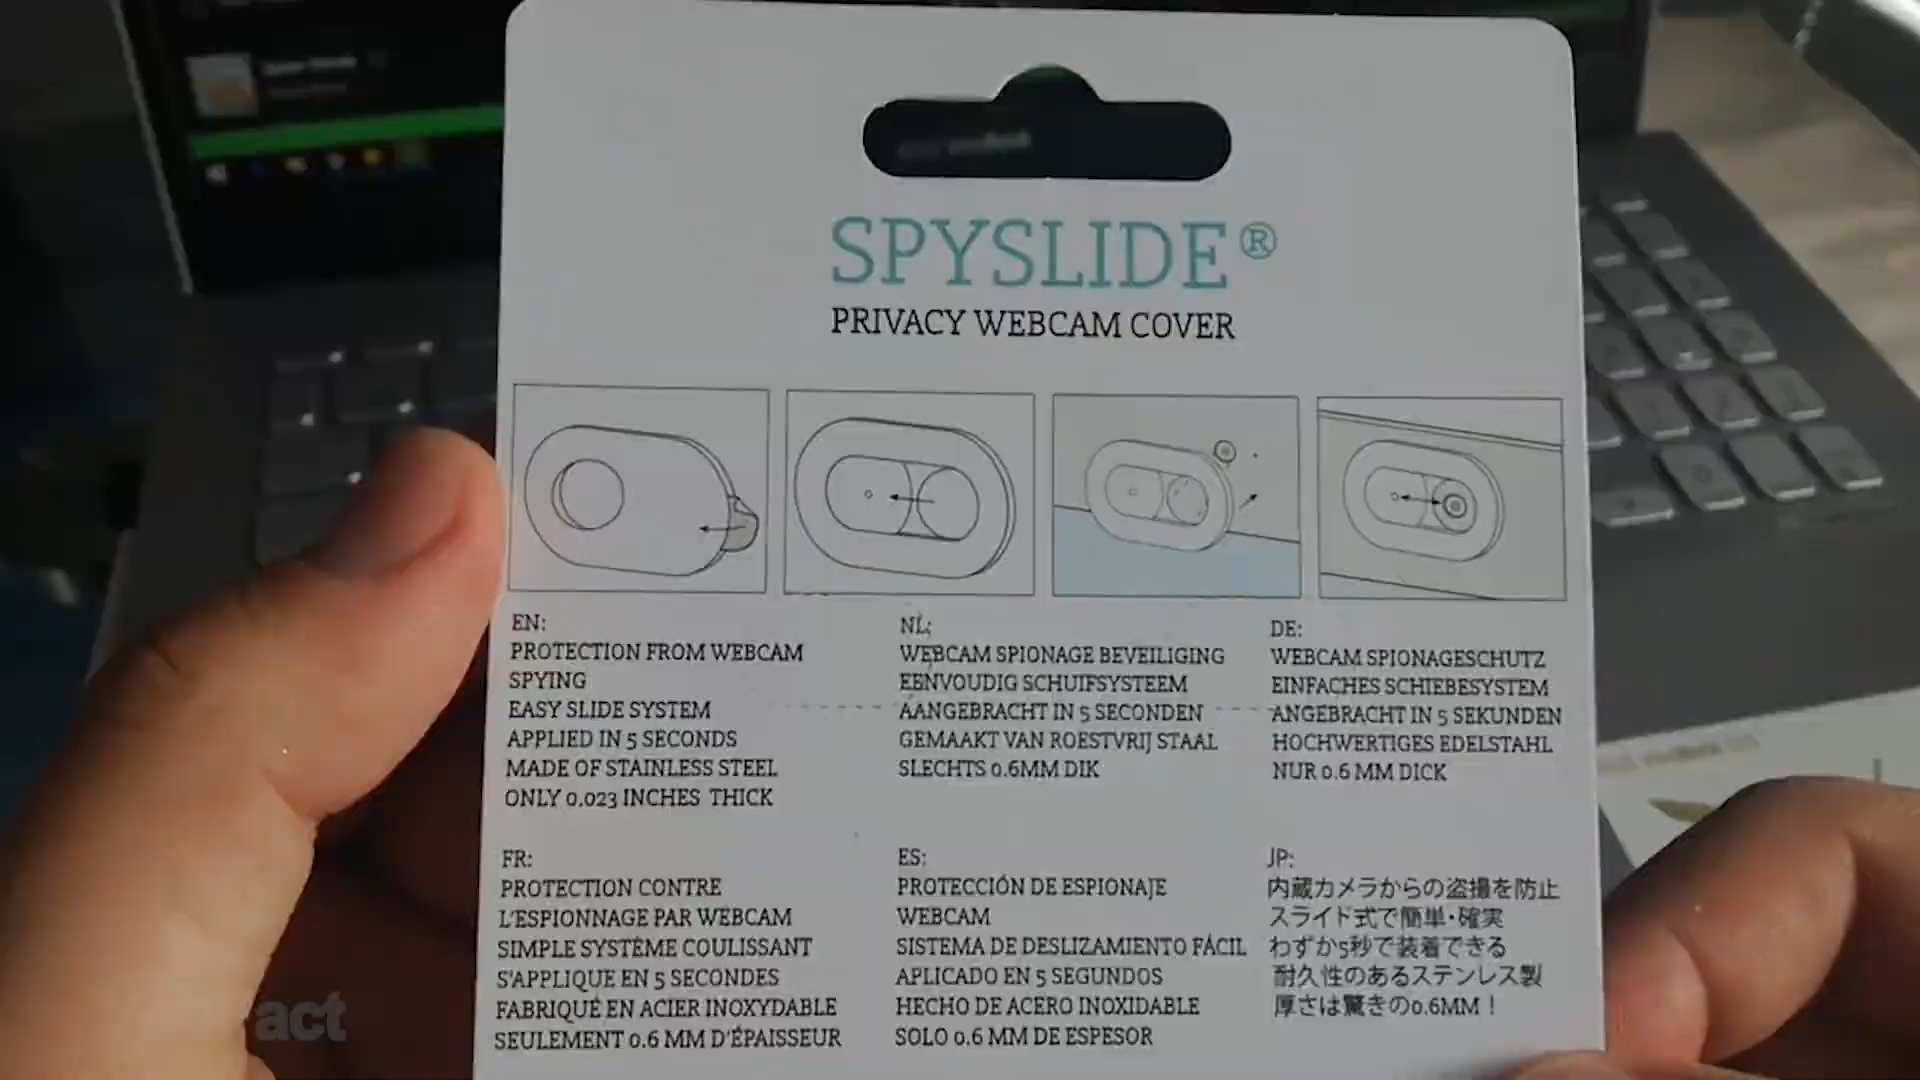 SPYSLIDE®
PRIVACY WEBCAM COVER
EN:
PROTECTION FROM WEBCAM
SPYING
EASY SLIDE SYSTEM
APPLIED IN 5 SECONDS
MADE OF STAINLESS STEEL
ONLY 0.023 INCHES THICK
NL:
WEBCAM SPIONAGE BEVEILIGING
EENVOUDIG SCHUIFSYSTEEM
AANGEBRACHT IN 5 SECONDEN
GEMAAKT VAN ROESTVRIJ STAAL
SLECHTS 0.6MM DIK
DE:
WEBCAM SPIONAGESCHUTZ
EINFACHES SCHIEBESYSTEM
ANGEBRACHT IN 5 SEKUNDEN
HOCHWERTIGES EDELSTAHL
NUR 0.6 MM DICK
FR:
PROTECTION CONTRE
L'ESPIONNAGE PAR WEBCAM
SIMPLE SYSTÈME COULISSANT
S'APPLIQUE EN 5 SECONDES
FABRIQUÉ EN ACIER INOXYDABLE
SEULEMENT 0.6 MM D'ÉPAISSEUR
ES:
PROTECCIÓN DE ESPIONAJE
WEBCAM
SISTEMA DE DESLIZAMIENTO FÁCIL
APLICADO EN 5 SEGUNDOS
HECHO DE ACERO INOXIDABLE
SOLO 0.6 MM DE ESPESOR
JP:
内蔵カメラからの盗撮を防止
スライド式で簡単・確実
わずか5秒で装着できる
耐久性のあるステンレス製
厚さは驚きの0.6MM！
act